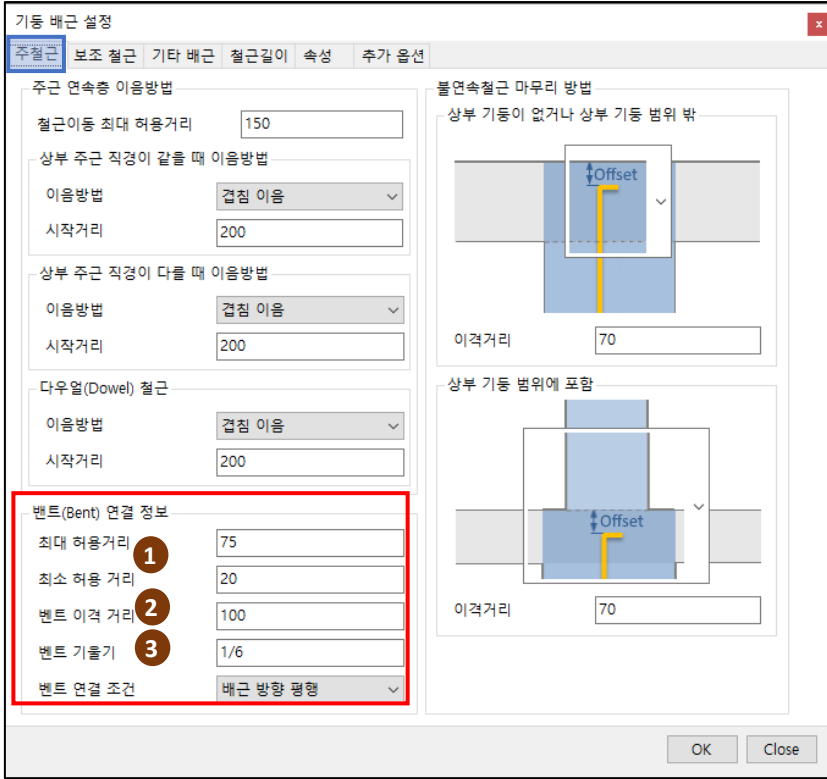 기둥 배근 설정
x
주철근 보조 철근 기타 배근 철근길이 속성 추가 옵션
주근 연속층 이음방법
철근이동 최대 허용거리 150
상부 주근 직경이 같을 때 이음방법
이음방법 겹침 이음
시작거리 200
상부 주근 직경이 다를 때 이음방법
이음방법 겹침 이음
시작거리 200
다우얼(Dowel) 철근
이음방법 겹침 이음
시작거리 200
밴트(Bent) 연결 정보
최대 허용거리 75
1
최소 허용 거리 20
벤트 이격 거리 2 100
벤트 기울기 3 1/6
벤트 연결 조건 배근 방향 평행
불연속철근 마무리 방법
상부 기둥이 없거나 상부 기둥 범위 밖
Offset
이격거리 70
상부 기둥 범위에 포함
Offset
이격거리 70
OK Close